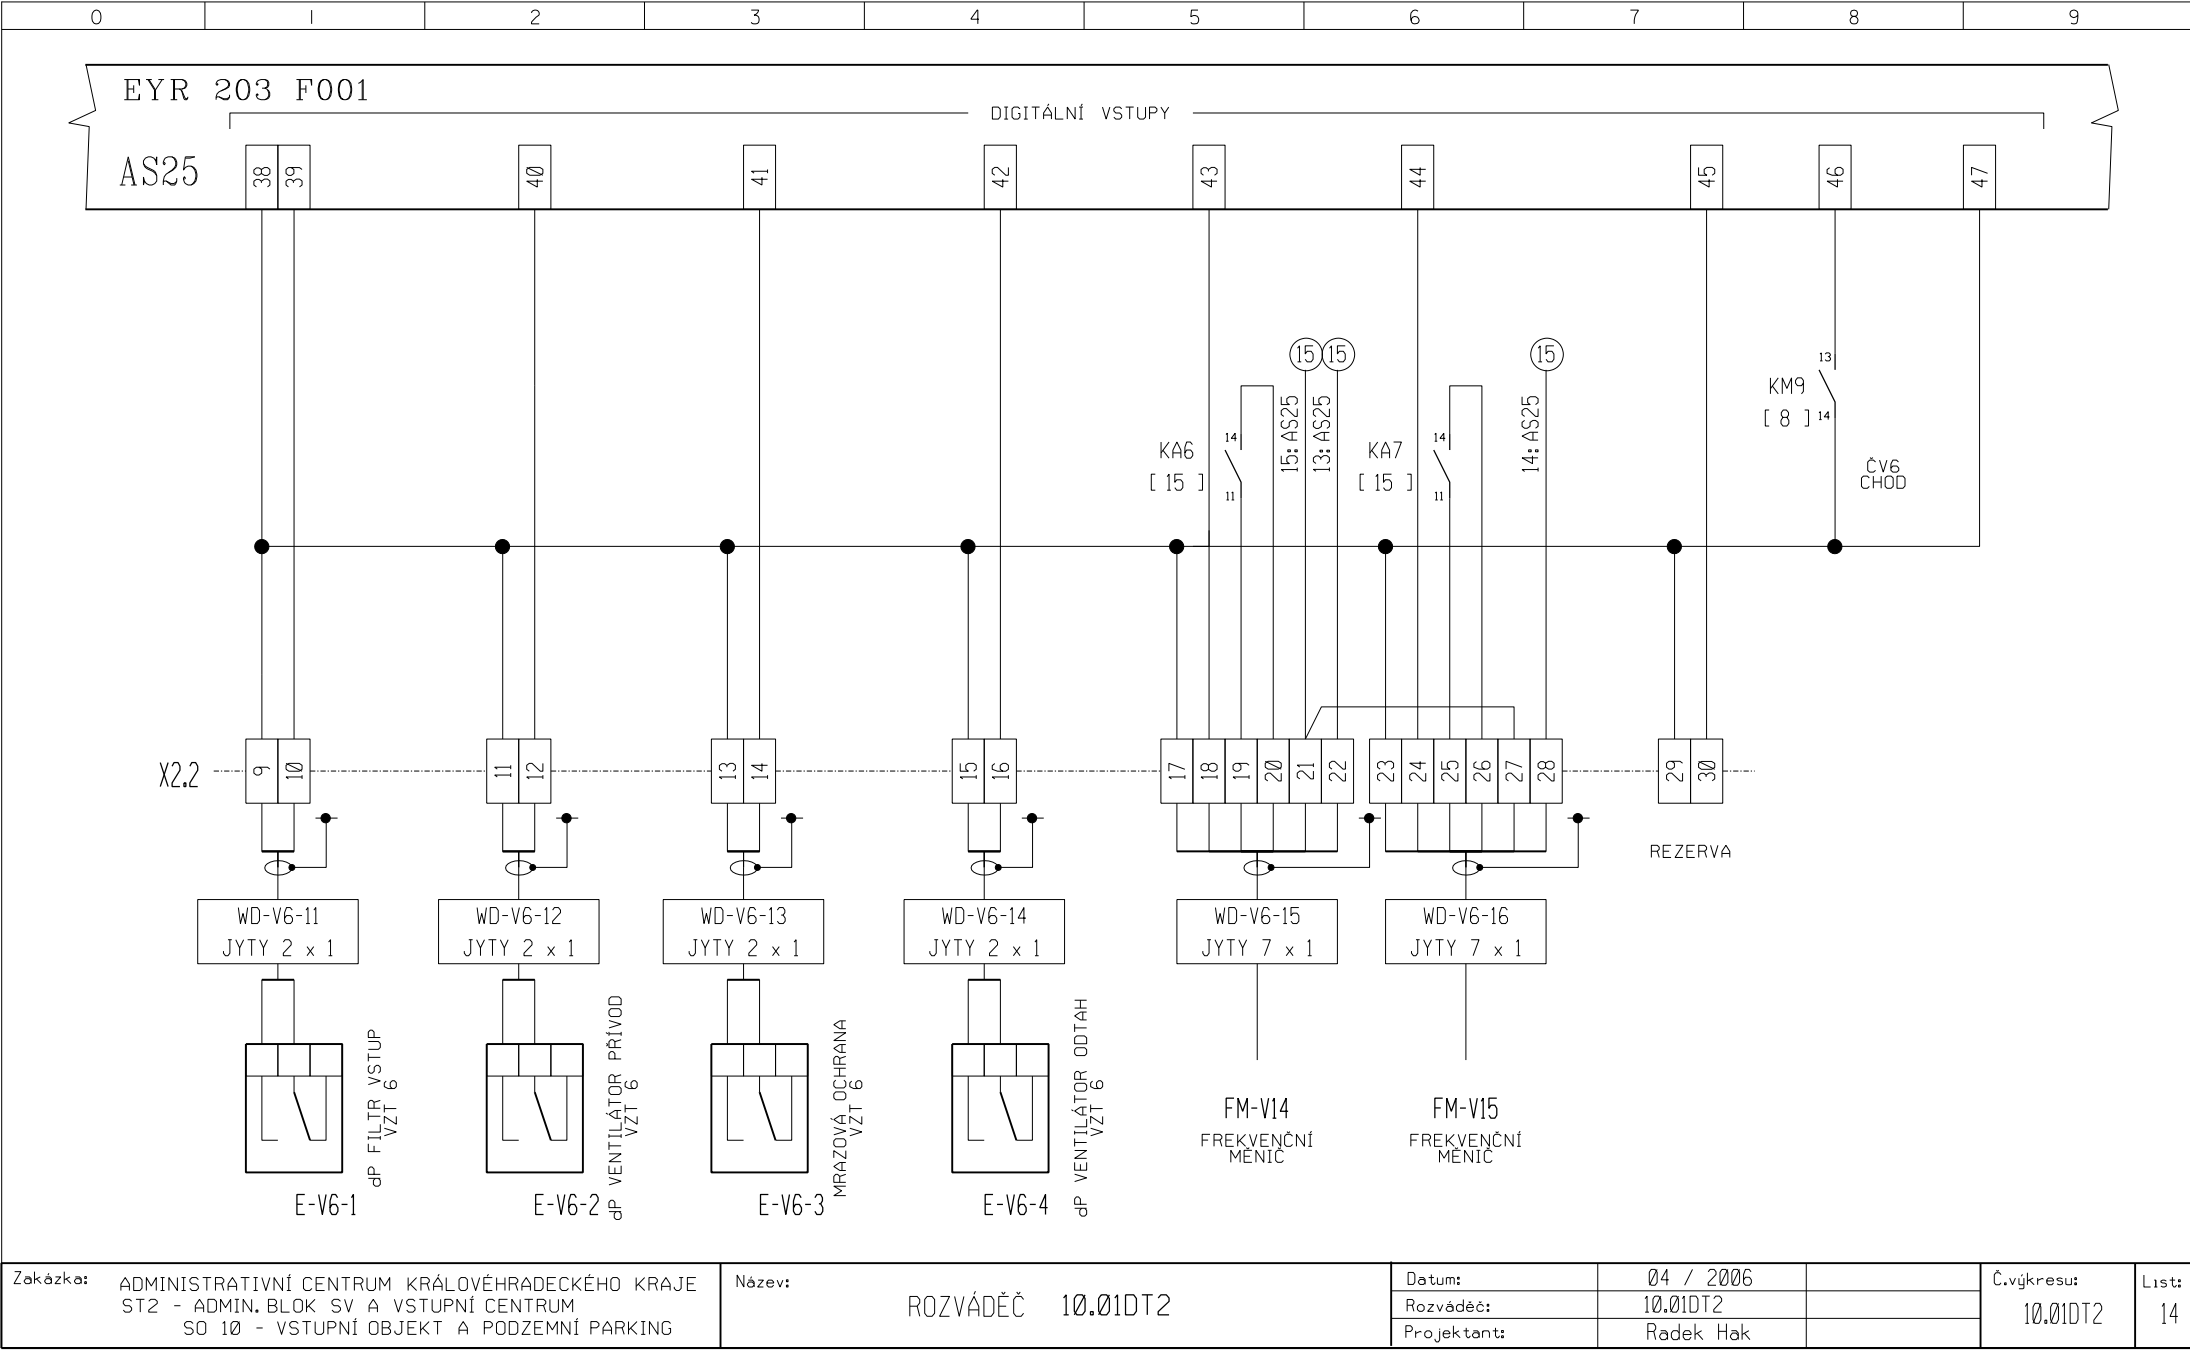 0 1 2 3 4 5 6 7 8 9
EYR 203 F001
DIGITÁLNÍ VSTUPY
AS25
38 39 40 41 42 43 44 45 46 47
15 15 15
13
KM9
[ 8 ] 14
15:AS25 13:AS25 14:AS25
14 14
KA6 KA7
[ 15 ] [ 15 ]
11 11
ČV6
CHOD
X2.2 9 10 11 12 13 14 15 16 17 18 19 20 21 22 23 24 25 26 27 28 29 30
REZERVA
WD-V6-11 WD-V6-12 WD-V6-13 WD-V6-14 WD-V6-15 WD-V6-16
JYTY 2 x 1 JYTY 2 x 1 JYTY 2 x 1 JYTY 2 x 1 JYTY 7 x 1 JYTY 7 x 1
dP FILTR VSTUP
VZT 6
dP VENTILÁTOR PŘÍVOD
VZT 6
MRAZOVÁ OCHRANA
VZT 6
dP VENTILÁTOR ODTAH
VZT 6
FM-V14 FM-V15
FREKVENČNÍ FREKVENČNÍ
MĚNIČ MĚNIČ
E-V6-1 E-V6-2 E-V6-3 E-V6-4
Zakázka: ADMINISTRATIVNÍ CENTRUM KRÁLOVÉHRADECKÉHO KRAJE
ST2 - ADMIN. BLOK SV A VSTUPNÍ CENTRUM
SO 10 - VSTUPNÍ OBJEKT A PODZEMNÍ PARKING
Název:
ROZVÁDĚČ 10.01DT2
Datum: 04 / 2006
Rozváděč: 10.01DT2
Projektant: Radek Hak
Č.výkresu:
10.01DT2
List:
14